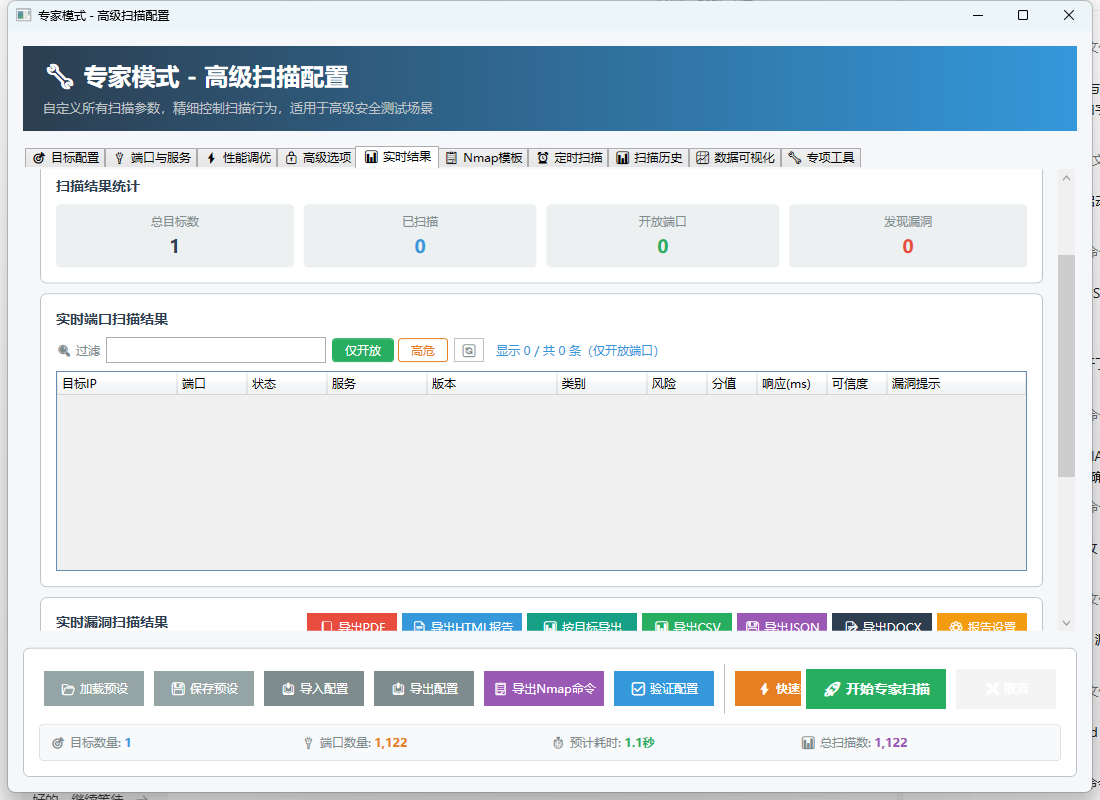 专家模式 - 高级扫描配置
专家模式 - 高级扫描配置
自定义所有扫描参数，精细控制扫描行为，适用于高级安全测试场景
目标配置 端口与服务 性能调优 高级选项 实时结果 Nmap模板 定时扫描 扫描历史 数据可视化 专项工具
扫描结果统计
总目标数 已扫描 开放端口 发现漏洞
1 0 0 0
实时端口扫描结果
过滤 仅开放 高危 显示 0 / 共 0 条（仅开放端口）
目标IP 端口 状态 服务 版本 类别 风险 分值 响应(ms) 可信度 漏洞提示
实时漏洞扫描结果 导出PDF 导出HTML报告 按目标导出 导出CSV 导出JSON 导出DOCX 报告设置
加载预设 保存预设 导入配置 导出配置 导出Nmap命令 验证配置 快速 开始专家扫描 取消
目标数量: 1 端口数量: 1,122 预计耗时: 1.1秒 总扫描数: 1,122